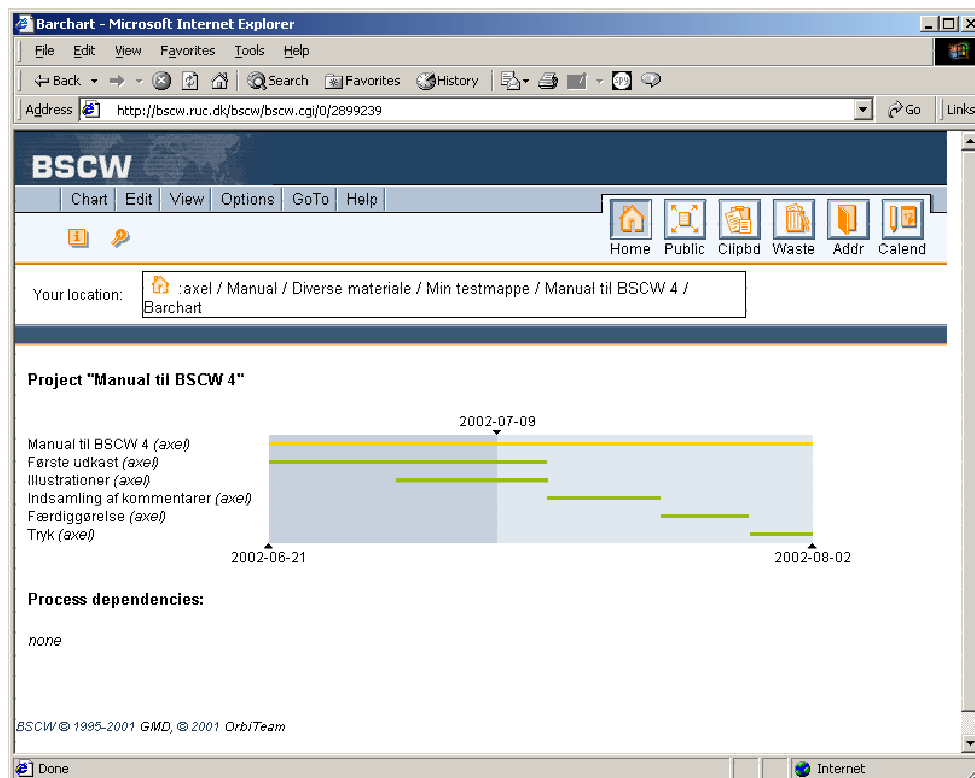 Barchart - Microsoft Internet Explorer
File Edit View Favorites Tools Help
Back Search Favorites History spy
Address http://bscw.ruc.dk/bscw/bscw.cgi/0/2899239 Go Links
BSCW
Chart Edit View Options GoTo Help
Home Public Clipbd Waste Addr Calend
Your location: :axel / Manual / Diverse materiale / Min testmappe / Manual til BSCW 4 /
Barchart
Project "Manual til BSCW 4"
2002-07-09
Manual til BSCW 4 (axel)
Første udkast (axel)
Illustrationer (axel)
Indsamling af kommentarer (axel)
Færdiggørelse (axel)
Tryk (axel)
2002-06-21 2002-08-02
Process dependencies:
none
BSCW © 1995-2001 GMD, © 2001 OrbiTeam
Done Internet